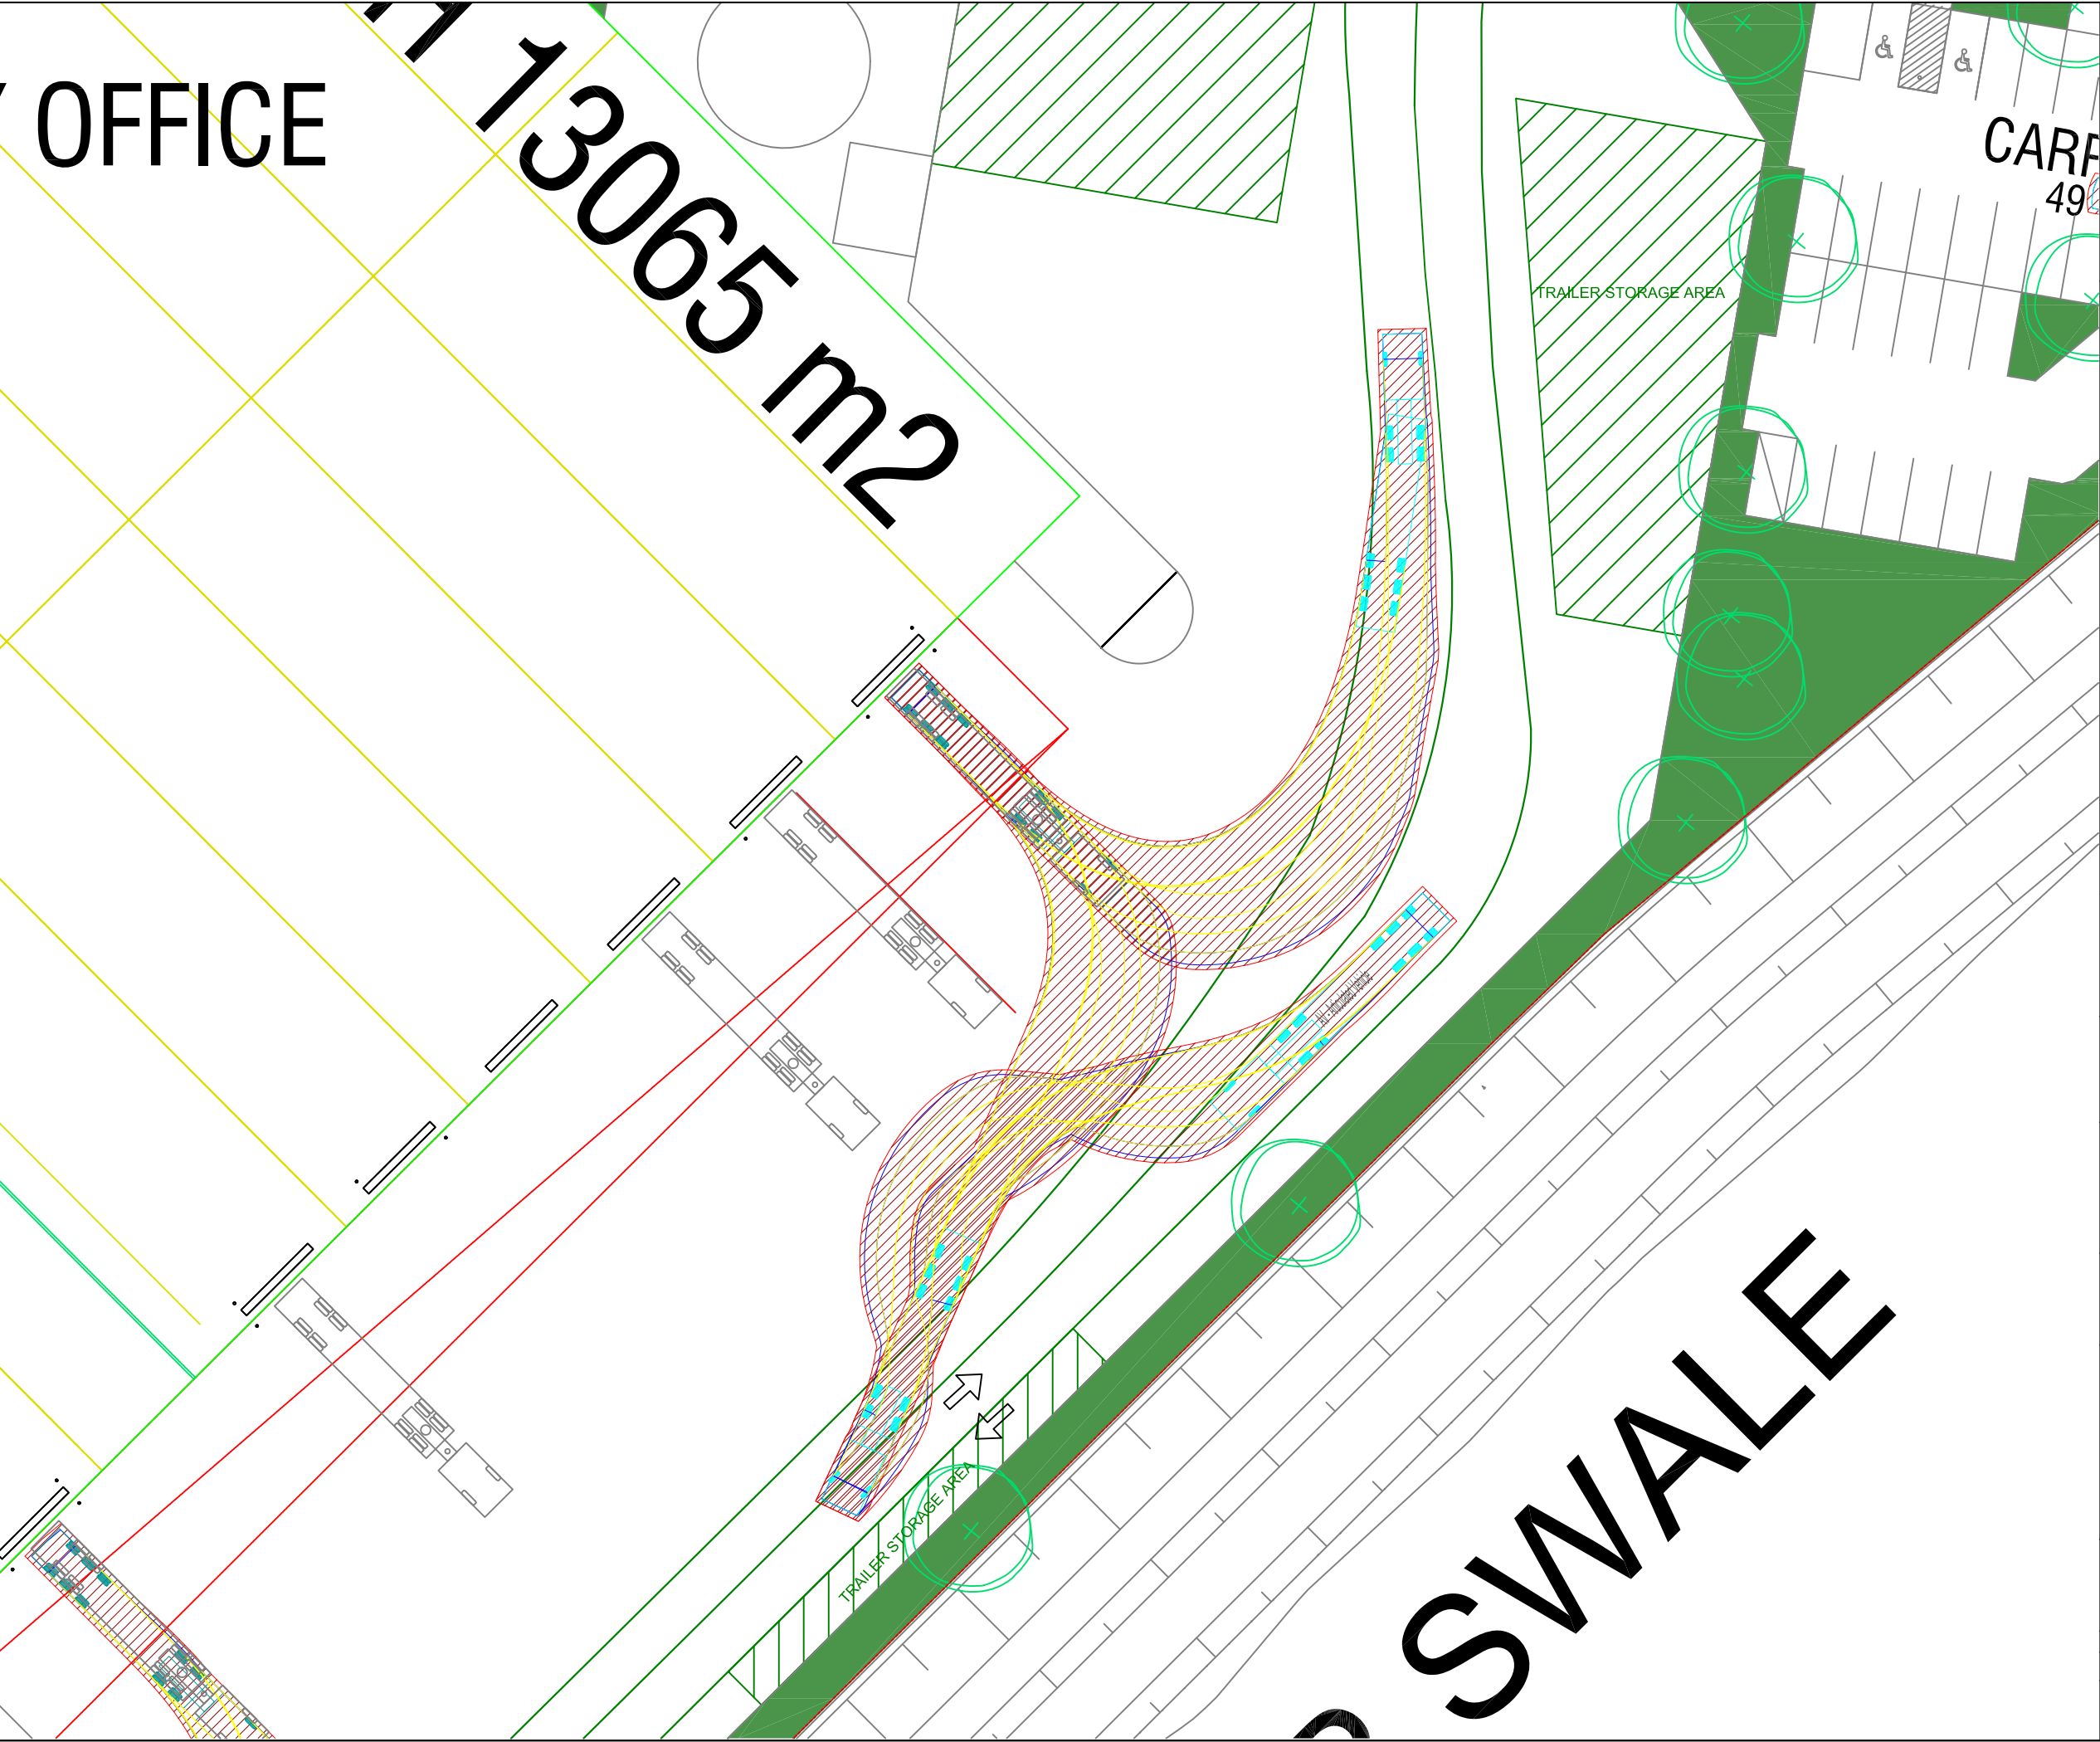 OFFICE
13065 m2
CARP
49
TRAILER STORAGE AREA
TRAILER STORAGE AREA
SWALE